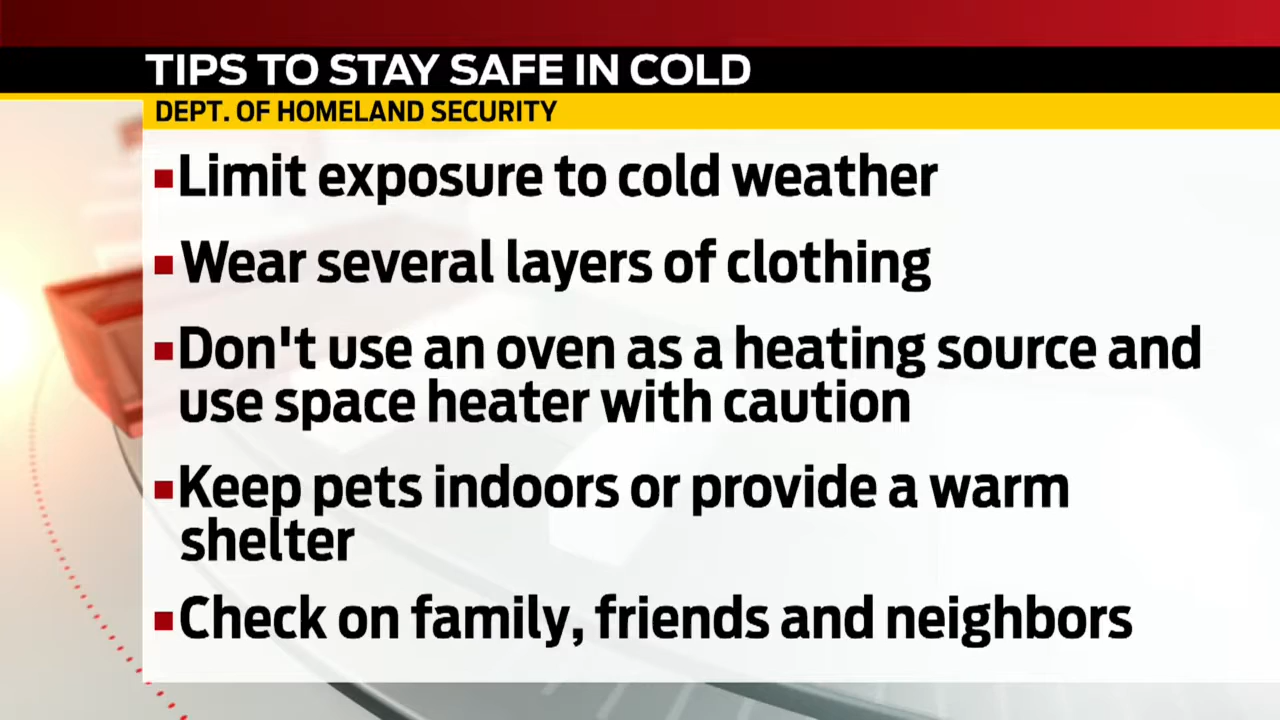 TIPS TO STAY SAFE IN COLD
DEPT. OF HOMELAND SECURITY
▪Limit exposure to cold weather
▪Wear several layers of clothing
▪Don't use an oven as a heating source and
use space heater with caution
▪Keep pets indoors or provide a warm
shelter
▪Check on family, friends and neighbors